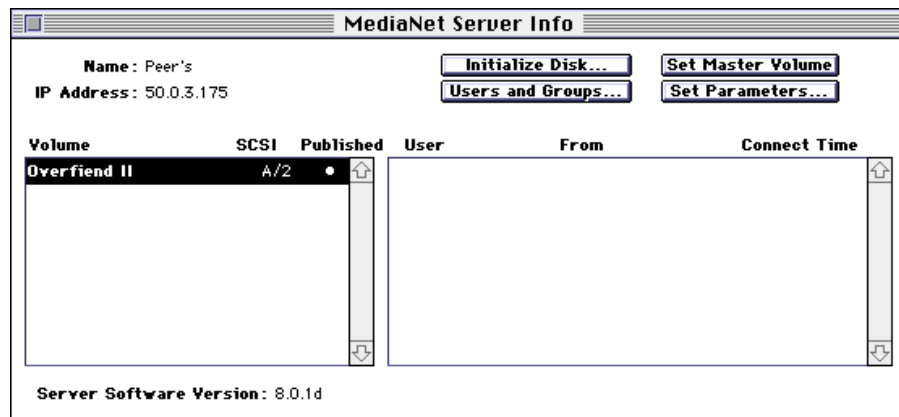 MediaNet Server Info
Name: Peer's
IP Address: 50.0.3.175
Initialize Disk...
Set Master Volume
Users and Groups...
Set Parameters...
Volume SCSI Published
User From Connect Time
Overfiend II A/2 •
Server Software Version: 8.0.1d